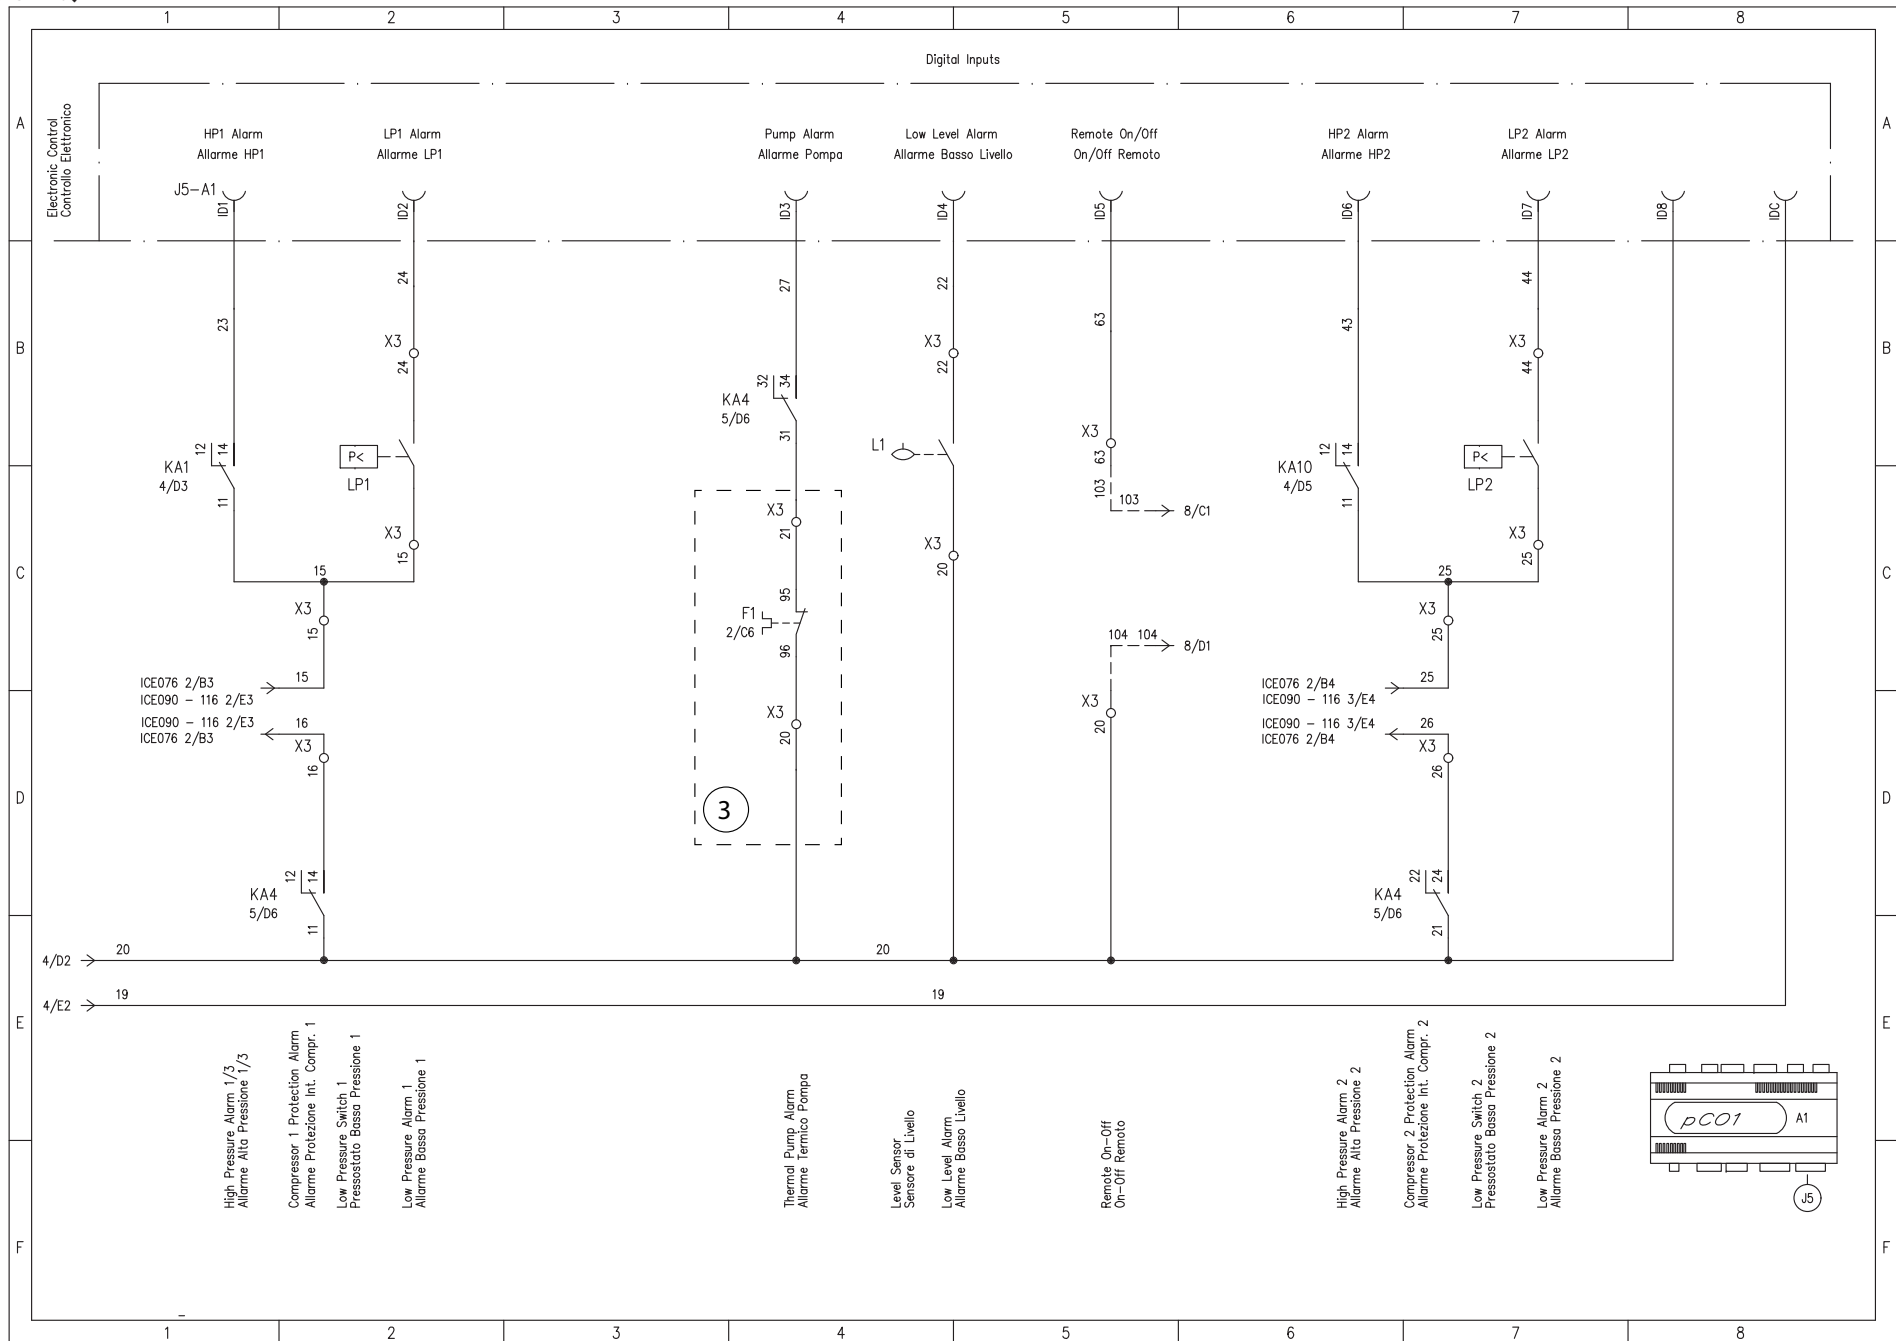 1 2 3 4 5 6 7 8
Digital Inputs
A A
Electronic Control
Controllo Elettronico
HP1 Alarm
Allarme HP1
LP1 Alarm
Allarme LP1
Pump Alarm
Allarme Pompa
Low Level Alarm
Allarme Basso Livello
Remote On/Off
On/Off Remoto
HP2 Alarm
Allarme HP2
LP2 Alarm
Allarme LP2
J5-A1
ID1 ID2 ID3 ID4 ID5 ID6 ID7 ID8 IDC
24 27 22 44
23 63 43
B B
X3 X3 X3
24 22 44
32 34
KA4
5/D6
31
X3
63
12 14
KA1
4/D3
11
P<
LP1
L1
12 14
KA10
4/D5
11
P<
LP2
103 103 8/C1
X3
21
X3
15
X3
20
X3
25
C C
15 25
95
F1
2/C6
96
X3
15
X3
25
104 104 8/D1
ICE076 2/B3
ICE090 - 116 2/E3
15
ICE090 - 116 2/E3
ICE076 2/B3
16
X3
16
X3
20
X3
20
ICE076 2/B4
ICE090 - 116 3/E4
25
ICE090 - 116 3/E4
ICE076 2/B4
26
X3
26
D D
3
12 14
KA4
5/D6
11
22 24
KA4
5/D6
21
4/D2 20 20
4/E2 19 19
E E
High Pressure Alarm 1/3
Allarme Alta Pressione 1/3
Compressor 1 Protection Alarm
Allarme Protezione Int. Compr. 1
Low Pressure Switch 1
Pressostato Bassa Pressione 1
Low Pressure Alarm 1
Allarme Bassa Pressione 1
Thermal Pump Alarm
Allarme Termico Pompa
Level Sensor
Sensore di Livello
Low Level Alarm
Allarme Basso Livello
Remote On-Off
On-Off Remoto
High Pressure Alarm 2
Allarme Alta Pressione 2
Compressor 2 Protection Alarm
Allarme Protezione Int. Compr. 2
Low Pressure Switch 2
Pressostato Bassa Pressione 2
Low Pressure Alarm 2
Allarme Bassa Pressione 2
pCO1 A1
J5
F F
1 2 3 4 5 6 7 8